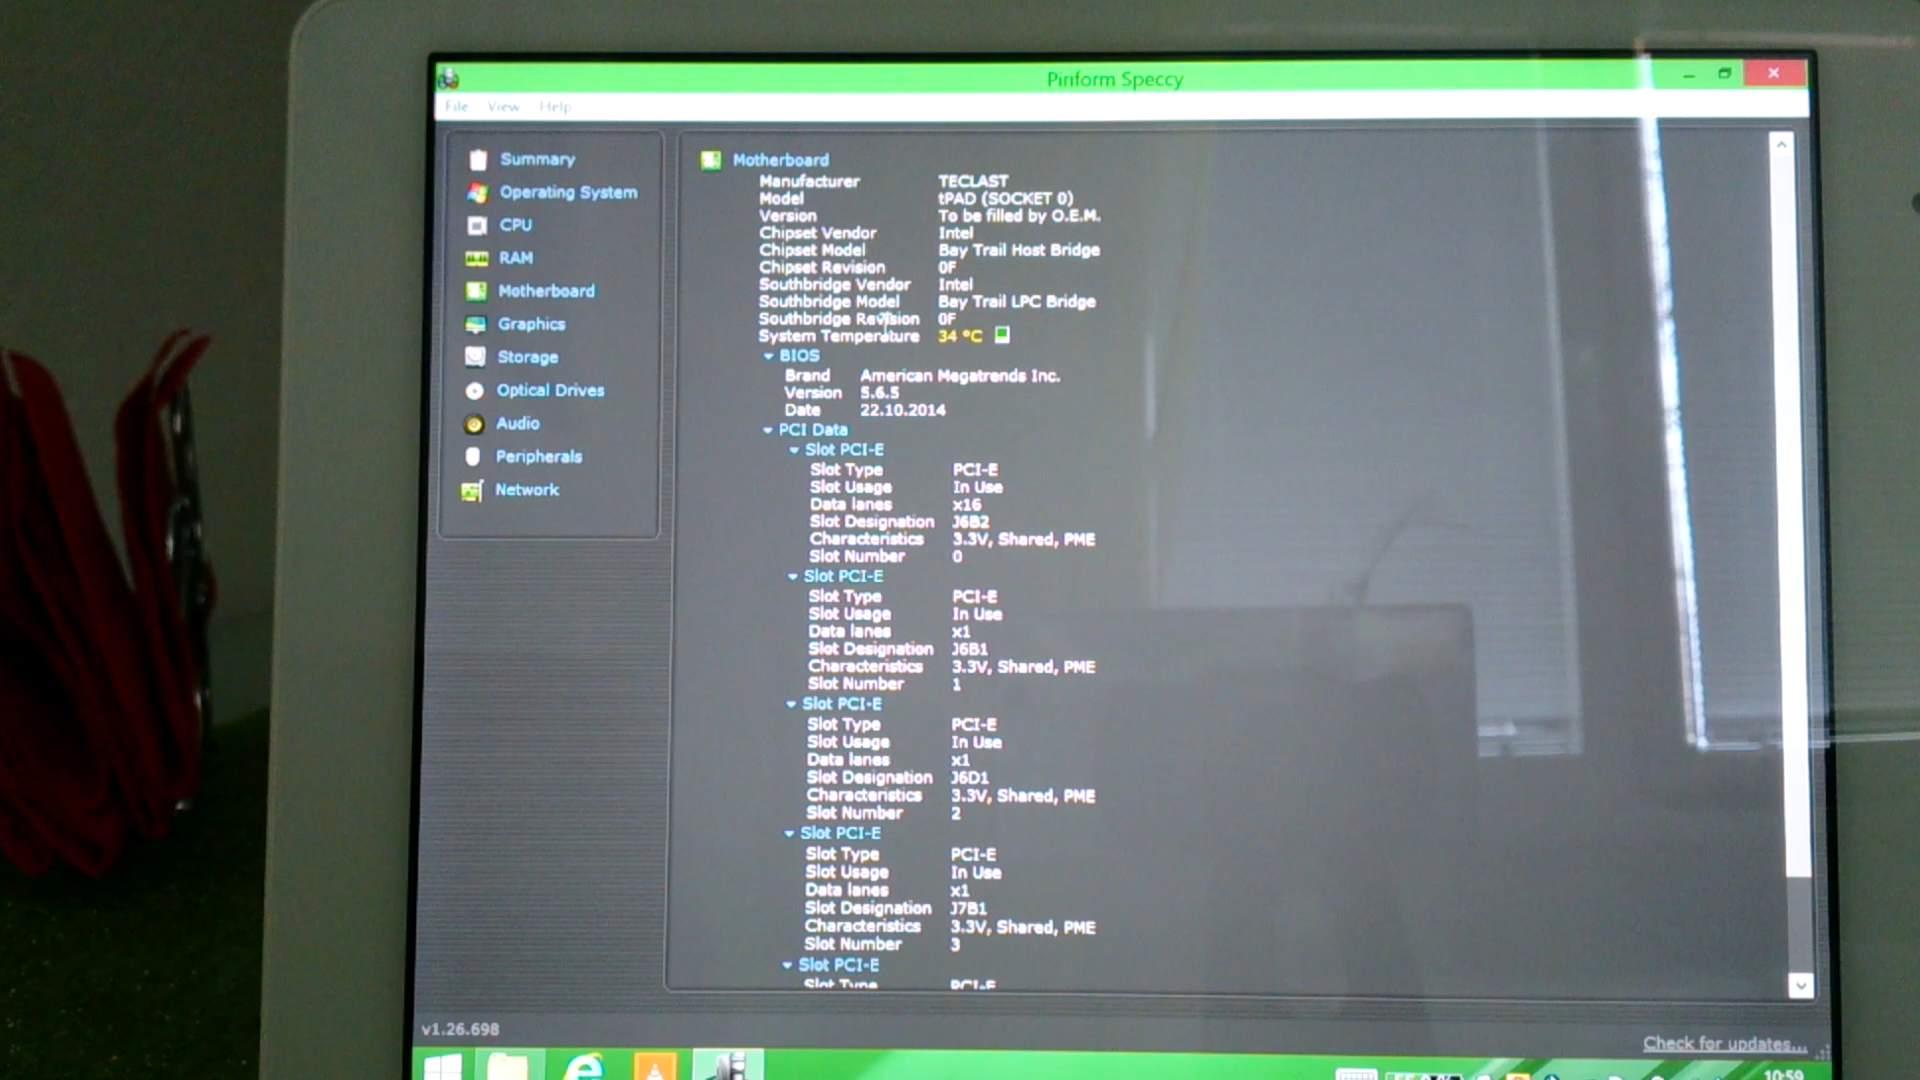 Piriform Speccy
File View Help
Summary
Operating System
CPU
RAM
Motherboard
Graphics
Storage
Optical Drives
Audio
Peripherals
Network
Motherboard
Manufacturer TECLAST
Model tPAD (SOCKET 0)
Version To be filled by O.E.M.
Chipset Vendor Intel
Chipset Model Bay Trail Host Bridge
Chipset Revision 0F
Southbridge Vendor Intel
Southbridge Model Bay Trail LPC Bridge
Southbridge Revision 0F
System Temperature 34 °C
BIOS
Brand American Megatrends Inc.
Version 5.6.5
Date 22.10.2014
PCI Data
Slot PCI-E
Slot Type PCI-E
Slot Usage In Use
Data lanes x16
Slot Designation J6B2
Characteristics 3.3V, Shared, PME
Slot Number 0
Slot PCI-E
Slot Type PCI-E
Slot Usage In Use
Data lanes x1
Slot Designation J6B1
Characteristics 3.3V, Shared, PME
Slot Number 1
Slot PCI-E
Slot Type PCI-E
Slot Usage In Use
Data lanes x1
Slot Designation J6D1
Characteristics 3.3V, Shared, PME
Slot Number 2
Slot PCI-E
Slot Type PCI-E
Slot Usage In Use
Data lanes x1
Slot Designation J7B1
Characteristics 3.3V, Shared, PME
Slot Number 3
Slot PCI-E
Slot Type PCI-E
v1.26.698
Check for updates...
10:59